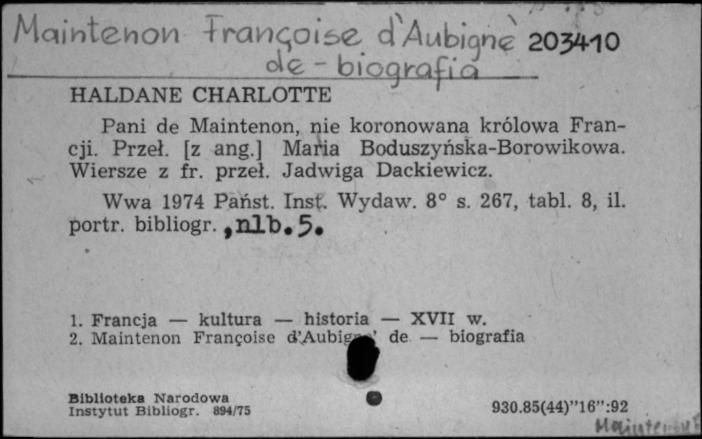 Maintenon Françoise d'Aubignè 203410
de - biografia
HALDANE CHARLOTTE
Pani de Maintenon, nie koronowana królowa Fran-
cji. Przeł. [z ang.] Maria Boduszyńska-Borowikowa.
Wiersze z fr. przeł. Jadwiga Dackiewicz.
Wwa 1974 Państ. Inst. Wydaw. 8° s. 267, tabl. 8, il.
portr. bibliogr. , nlb. 5.
1. Francja — kultura — historia — XVII w.
2. Maintenon Françoise de — biografia
Biblioteka Narodowa
Instytut Bibliogr. 894/75
930.85(44)"16":92